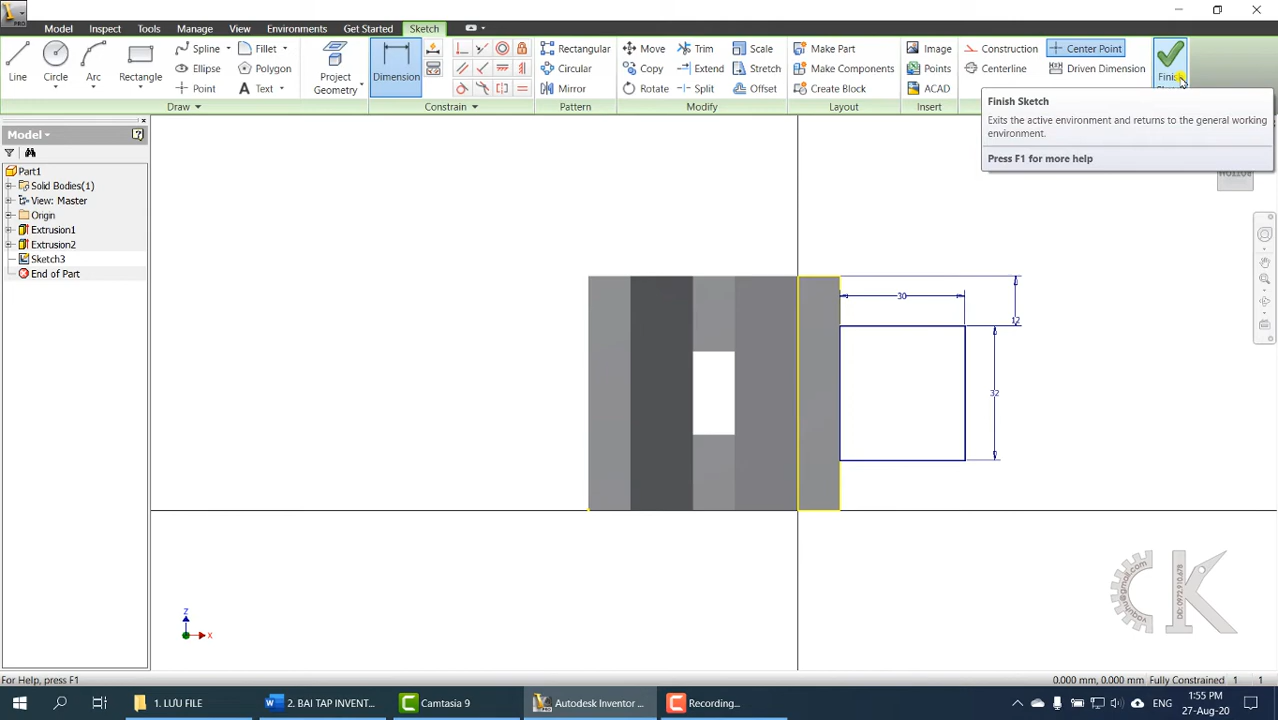 PRO
Model Inspect Tools Manage View Environments Get Started Sketch
Line Circle Arc Rectangle Spline Fillet Ellipse Polygon Point Text
Project Geometry Dimension
Rectangular Circular Mirror
Move Trim Scale
Copy Extend Stretch
Rotate Split Offset
Make Part Make Components Create Block
Image Points ACAD
Construction Centerline Center Point Driven Dimension
Draw Constrain Pattern Modify Layout Insert
Finish Sketch
Exits the active environment and returns to the general working
environment.
Press F1 for more help
BOTTOM
Model
Part1
Solid Bodies(1)
View: Master
Origin
Extrusion1
Extrusion2
Sketch3
End of Part
30
12
32
Z
X
CK
For Help, press F1
0.000 mm, 0.000 mm Fully Constrained 1 1
1. LƯU FILE
2. BAI TAP INVENT...
Camtasia 9
Autodesk Inventor ...
Recording...
ENG
1:55 PM
27-Aug-20